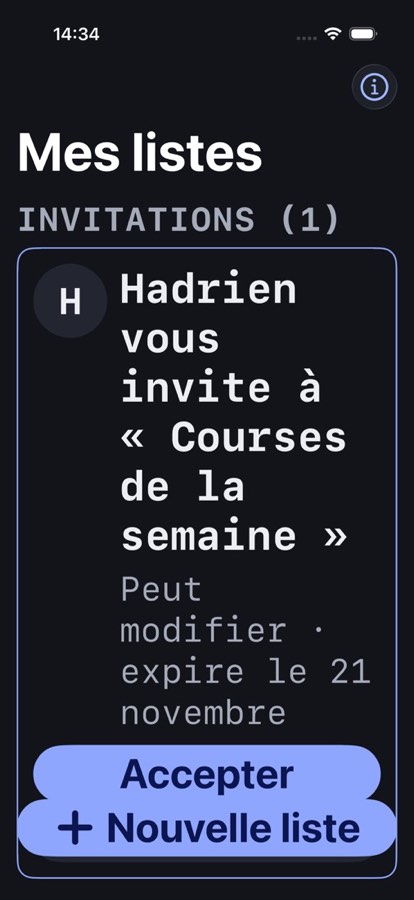 14:34
Mes listes
INVITATIONS (1)
H
Hadrien
vous
invite à
« Courses
de la
semaine »
Peut
modifier ·
expire le 21
novembre
Accepter
+ Nouvelle liste